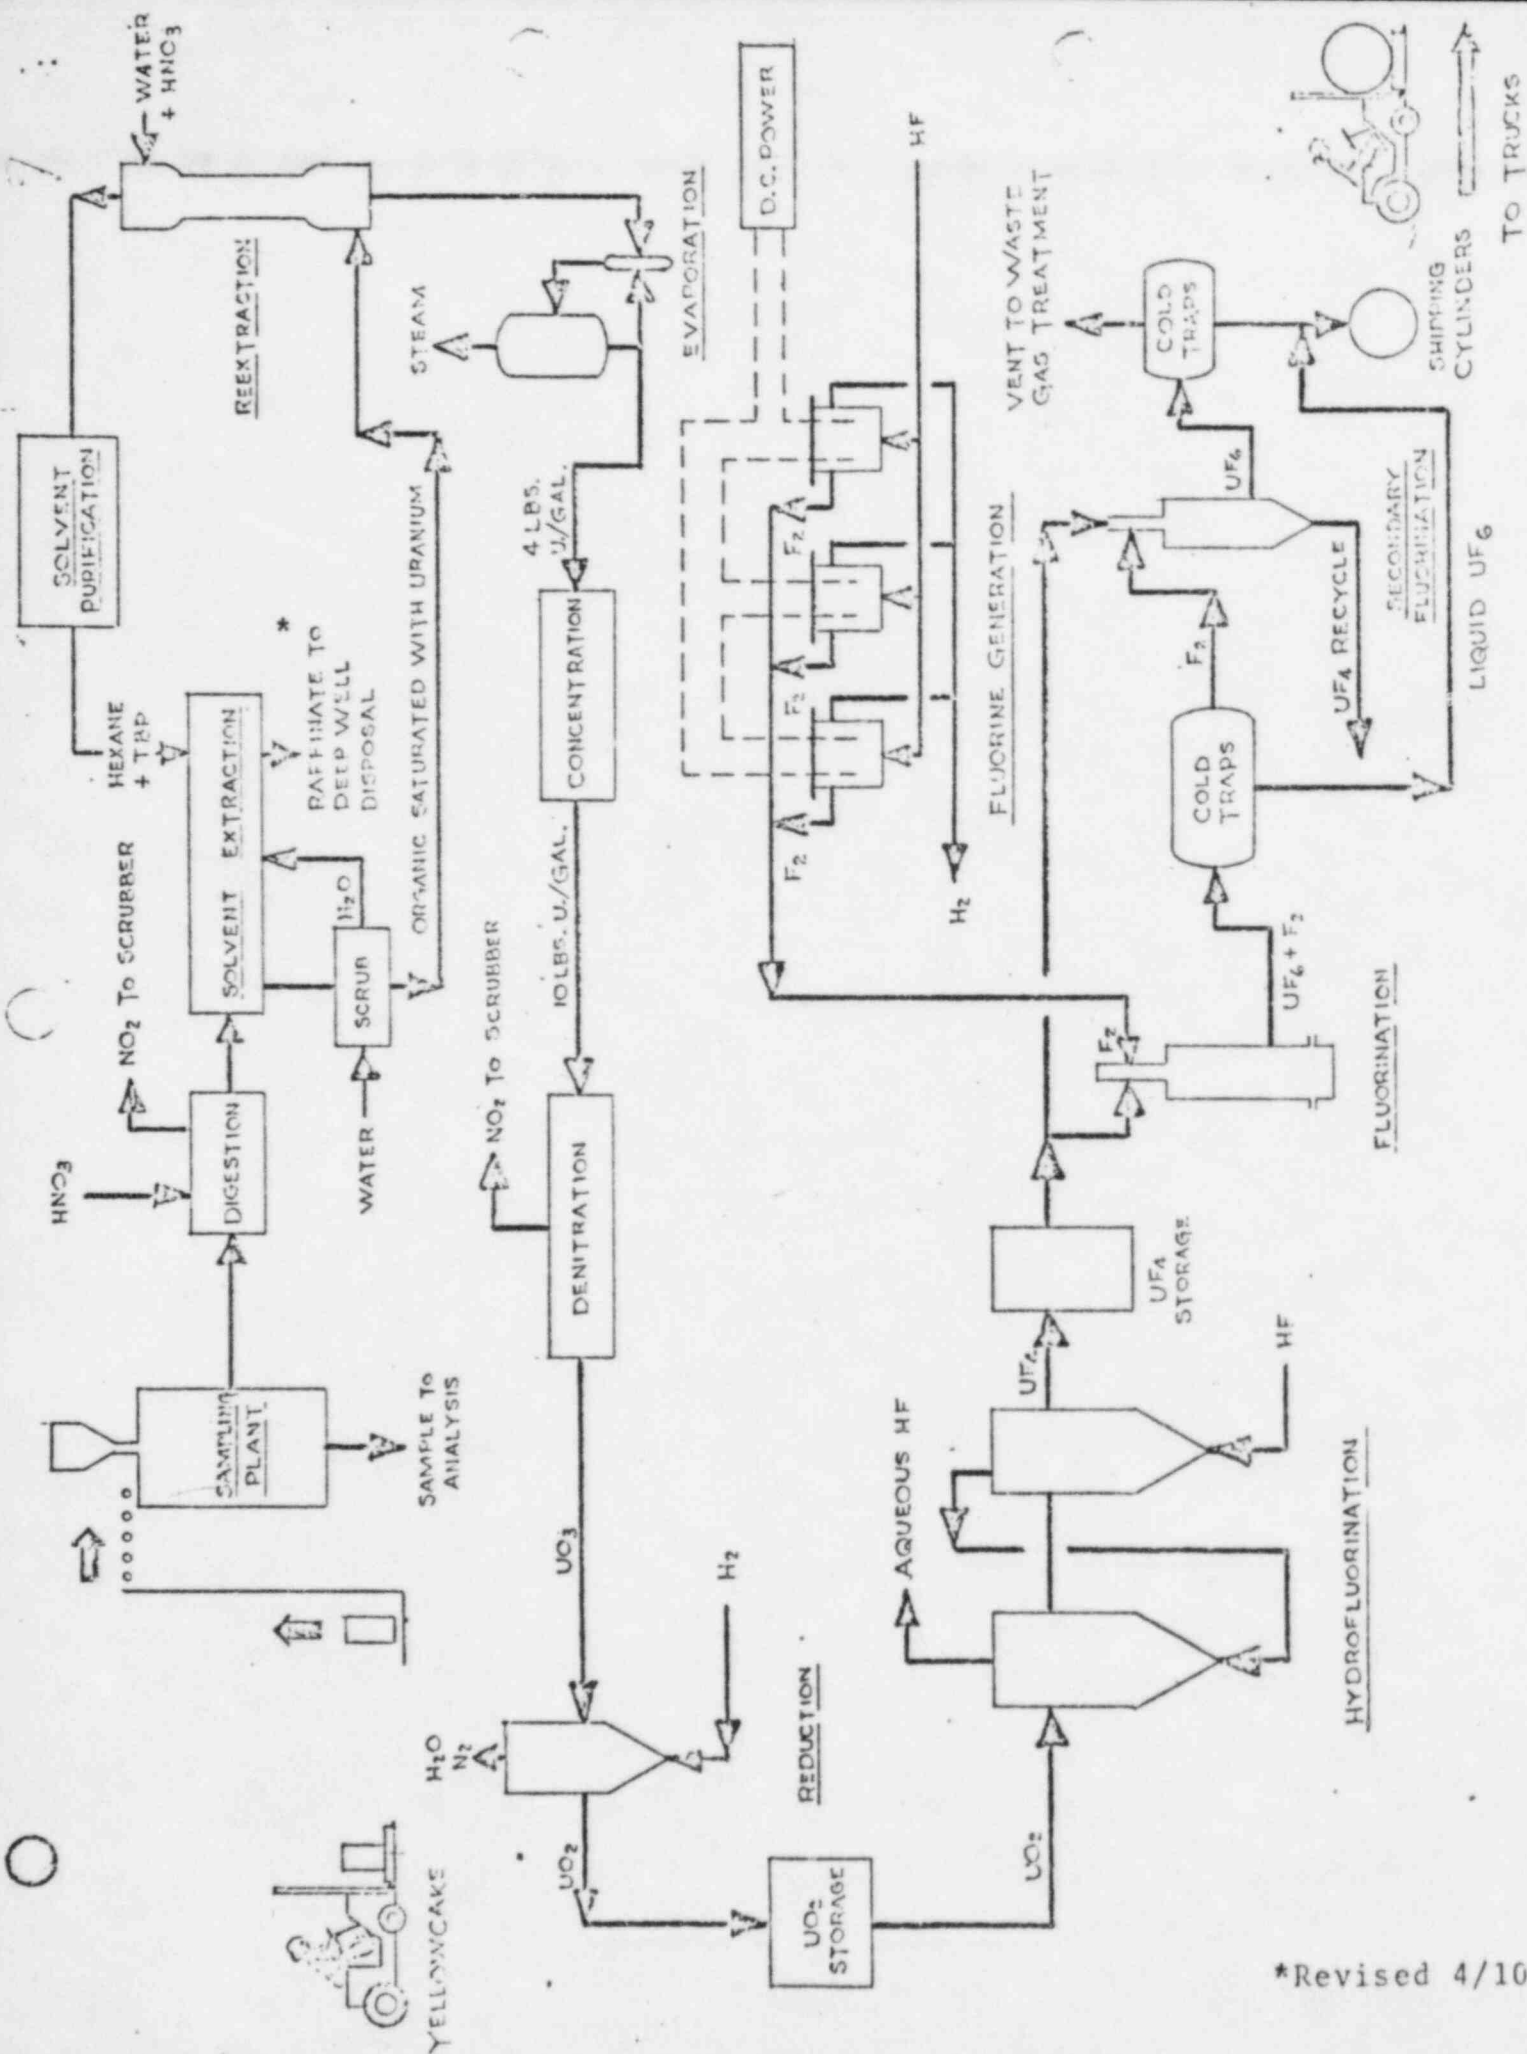 YELLOWCAKE
SAMPLING
PLANT
SAMPLE TO
ANALYSIS
HNO3
DIGESTION
NO2 TO SCRUBBER
WATER
SCRUB
H2O
SOLVENT EXTRACTION
HEXANE
+ TBP
RAFFINATE TO *
DEEP WELL
DISPOSAL
ORGANIC SATURATED WITH URANIUM
SOLVENT
PURIFICATION
WATER
+ HNO3
REEXTRACTION
STEAM
EVAPORATION
4 LBS.
U./GAL.
CONCENTRATION
10 LBS. U./GAL.
DENITRATION
NO2 TO SCRUBBER
UO3
H2O
N2
H2
REDUCTION
UO2
UO2
STORAGE
UO2
AQUEOUS HF
HF
HYDROFLUORINATION
UF4
UF4
STORAGE
D.C. POWER
HF
F2
F2
F2
H2
FLUORINE GENERATION
F2
UF6 + F2
FLUORINATION
COLD
TRAPS
F2
UF4 RECYCLE
UF6
SECONDARY
FLUORINATION
LIQUID UF6
VENT TO WASTE
GAS TREATMENT
COLD
TRAPS
SHIPPING
CYLINDERS
TO TRUCKS
*Revised 4/10